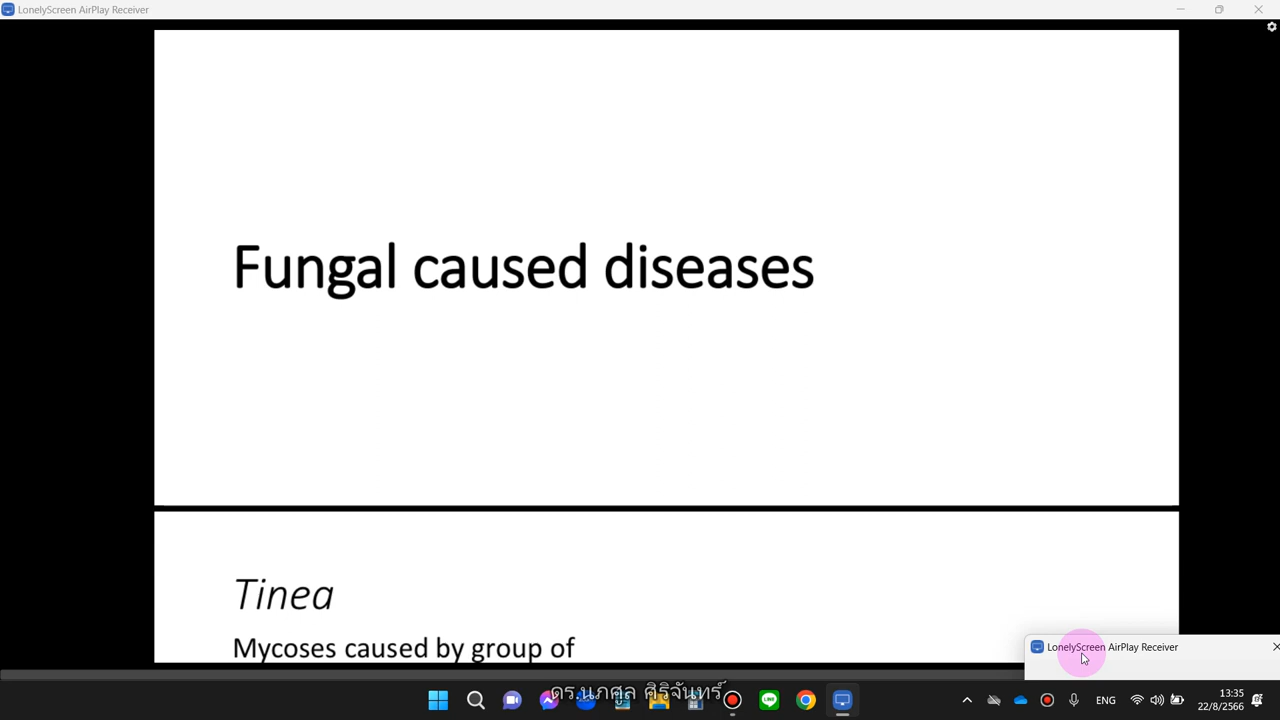 LonelyScreen AirPlay Receiver
Fungal caused diseases
Tinea
Mycoses caused by group of
LonelyScreen AirPlay Receiver
ดร.นภศูล ศิริจันทร์
ENG
13:35
22/8/2566